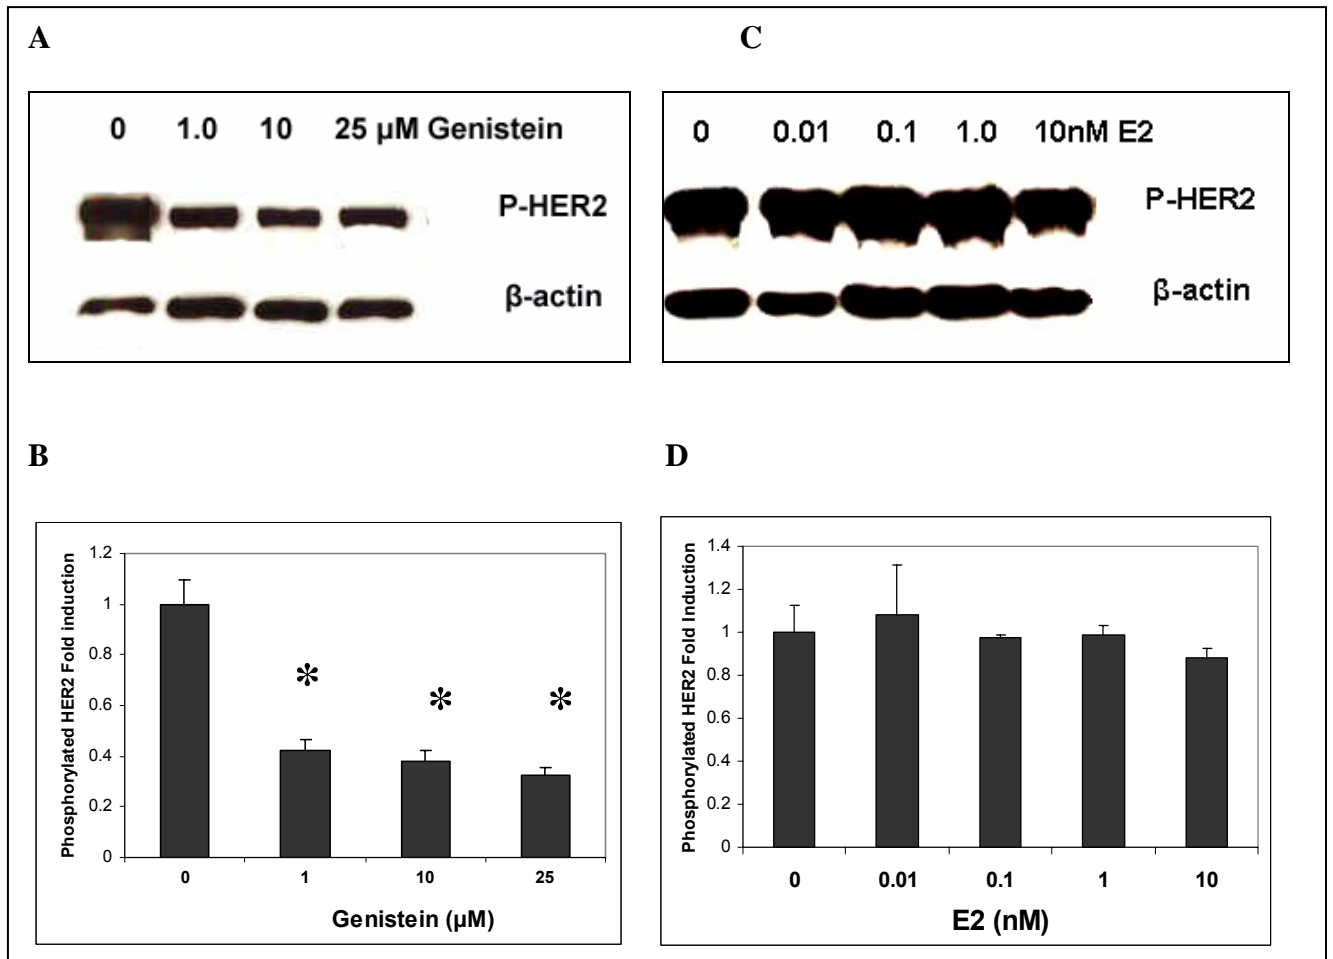 A
0 1.0 10 25 µM Genistein
P-HER2
β-actin
C
0 0.01 0.1 1.0 10nM E2
P-HER2
β-actin
B
Phosphorylated HER2 Fold induction
1.2
1
0.8
0.6
0.4
0.2
0
* * *
0 1 10 25
Genistein (µM)
D
Phosphorylated HER2 Fold Induction
1.4
1.2
1
0.8
0.6
0.4
0.2
0
0 0.01 0.1 1 10
E2 (nM)